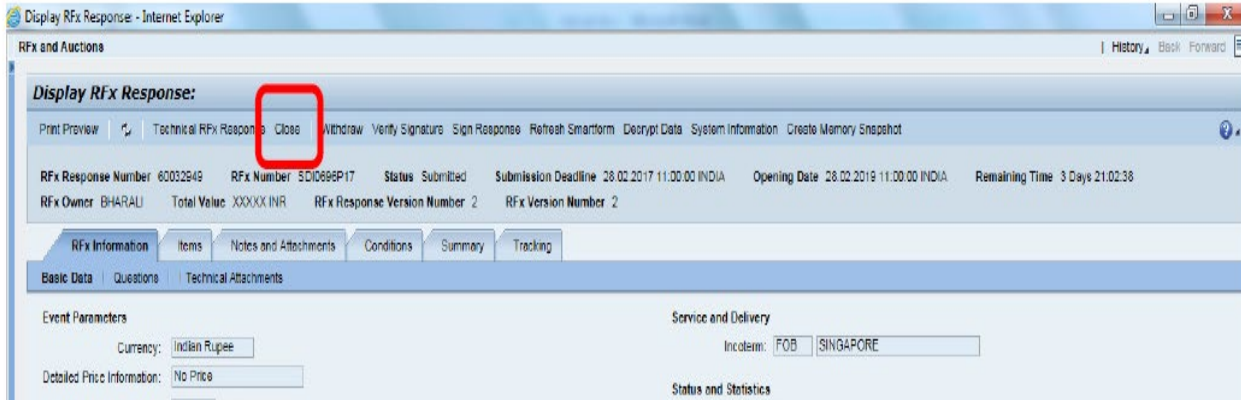 Display RFx Response: - Internet Explorer
RFx and Auctions | History Back Forward
Display RFx Response:
Print Preview Technical RFx Response Close Withdraw Verify Signature Sign Response Refresh Smartform Decrypt Data System Information Create Memory Snapshot
RFx Response Number 60032949 RFx Number SDI0696P17 Status Submitted Submission Deadline 28.02.2017 11:00:00 INDIA Opening Date 28.02.2019 11:00:00 INDIA Remaining Time 3 Days 21:02:38
RFx Owner BHARALI Total Value XXXXX INR RFx Response Version Number 2 RFx Version Number 2
RFx Information Items Notes and Attachments Conditions Summary Tracking
Basic Data | Questions | Technical Attachments
Event Parameters Service and Delivery
Currency: Indian Rupee Incoterm: FOB SINGAPORE
Detailed Price Information: No Price
Status and Statistics